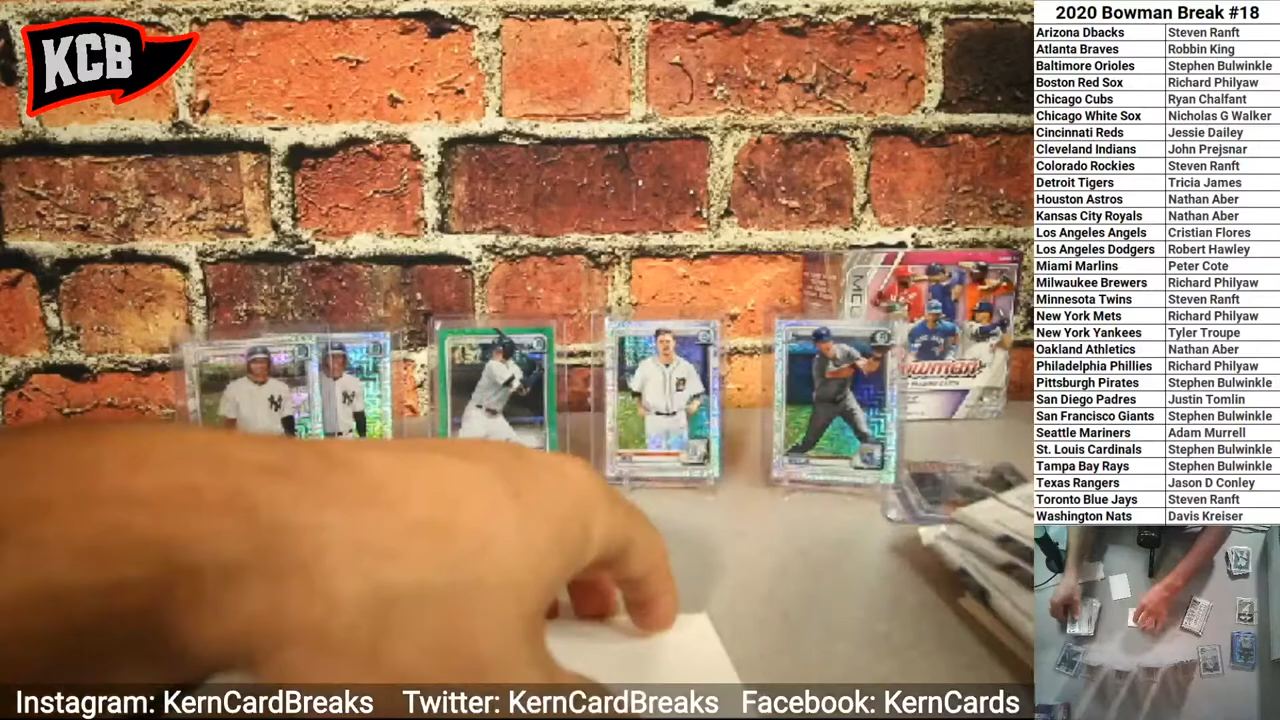 KCB
2020 Bowman Break #18
Arizona Dbacks Steven Ranft
Atlanta Braves Robbin King
Baltimore Orioles Stephen Bulwinkle
Boston Red Sox Richard Philyaw
Chicago Cubs Ryan Chalfant
Chicago White Sox Nicholas G Walker
Cincinnati Reds Jessie Dailey
Cleveland Indians John Prejsnar
Colorado Rockies Steven Ranft
Detroit Tigers Tricia James
Houston Astros Nathan Aber
Kansas City Royals Nathan Aber
Los Angeles Angels Cristian Flores
Los Angeles Dodgers Robert Hawley
Miami Marlins Peter Cote
Milwaukee Brewers Richard Philyaw
Minnesota Twins Steven Ranft
New York Mets Richard Philyaw
New York Yankees Tyler Troupe
Oakland Athletics Nathan Aber
Philadelphia Phillies Richard Philyaw
Pittsburgh Pirates Stephen Bulwinkle
San Diego Padres Justin Tomlin
San Francisco Giants Stephen Bulwinkle
Seattle Mariners Adam Murrell
St. Louis Cardinals Stephen Bulwinkle
Tampa Bay Rays Stephen Bulwinkle
Texas Rangers Jason D Conley
Toronto Blue Jays Steven Ranft
Washington Nats Davis Kreiser
Instagram: KernCardBreaks Twitter: KernCardBreaks Facebook: KernCards